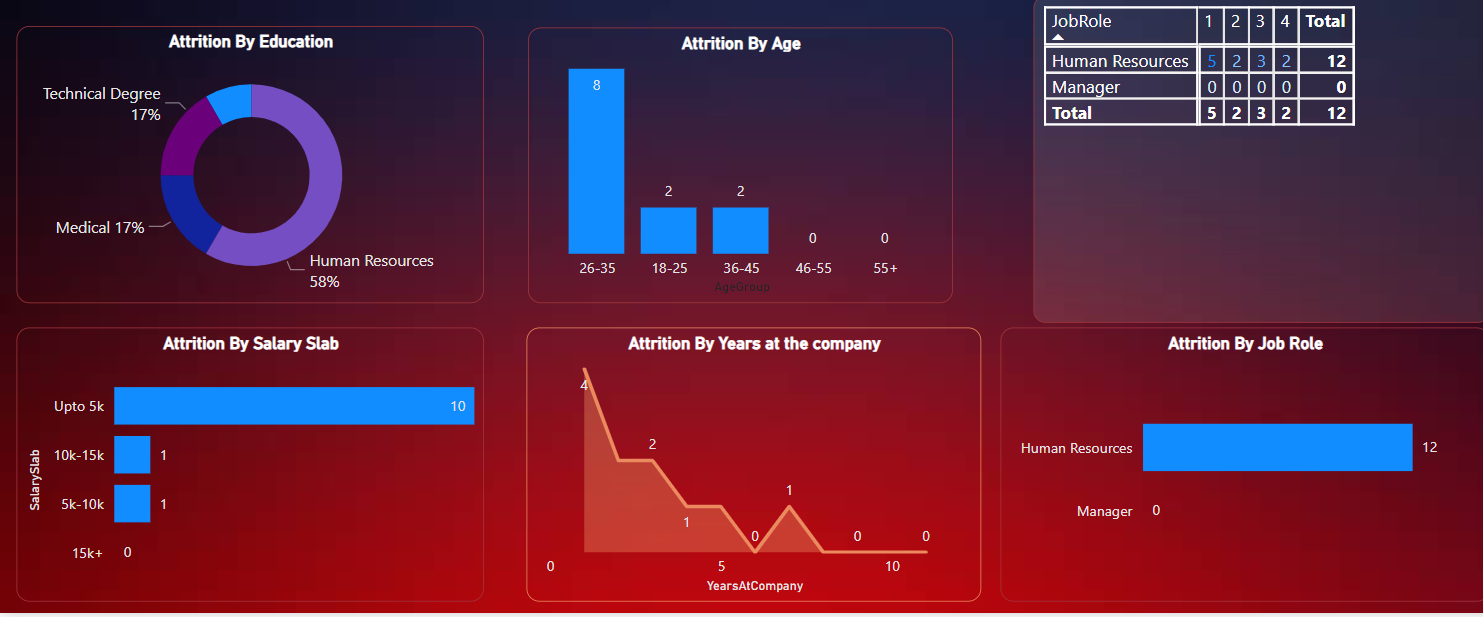 Attrition By Education
Technical Degree
17%
Medical 17%
Human Resources
58%
Attrition By Age
8
2
2
0
0
26-35 18-25 36-45 46-55 55+
AgeGroup
JobRole 1 2 3 4 Total
Human Resources 5 2 3 2 12
Manager 0 0 0 0 0
Total 5 2 3 2 12
Attrition By Salary Slab
SalarySlab
Upto 5k 10
10k-15k 1
5k-10k 1
15k+ 0
Attrition By Years at the company
4
2
1
0
1
0
0
0 5 10
YearsAtCompany
Attrition By Job Role
Human Resources 12
Manager 0